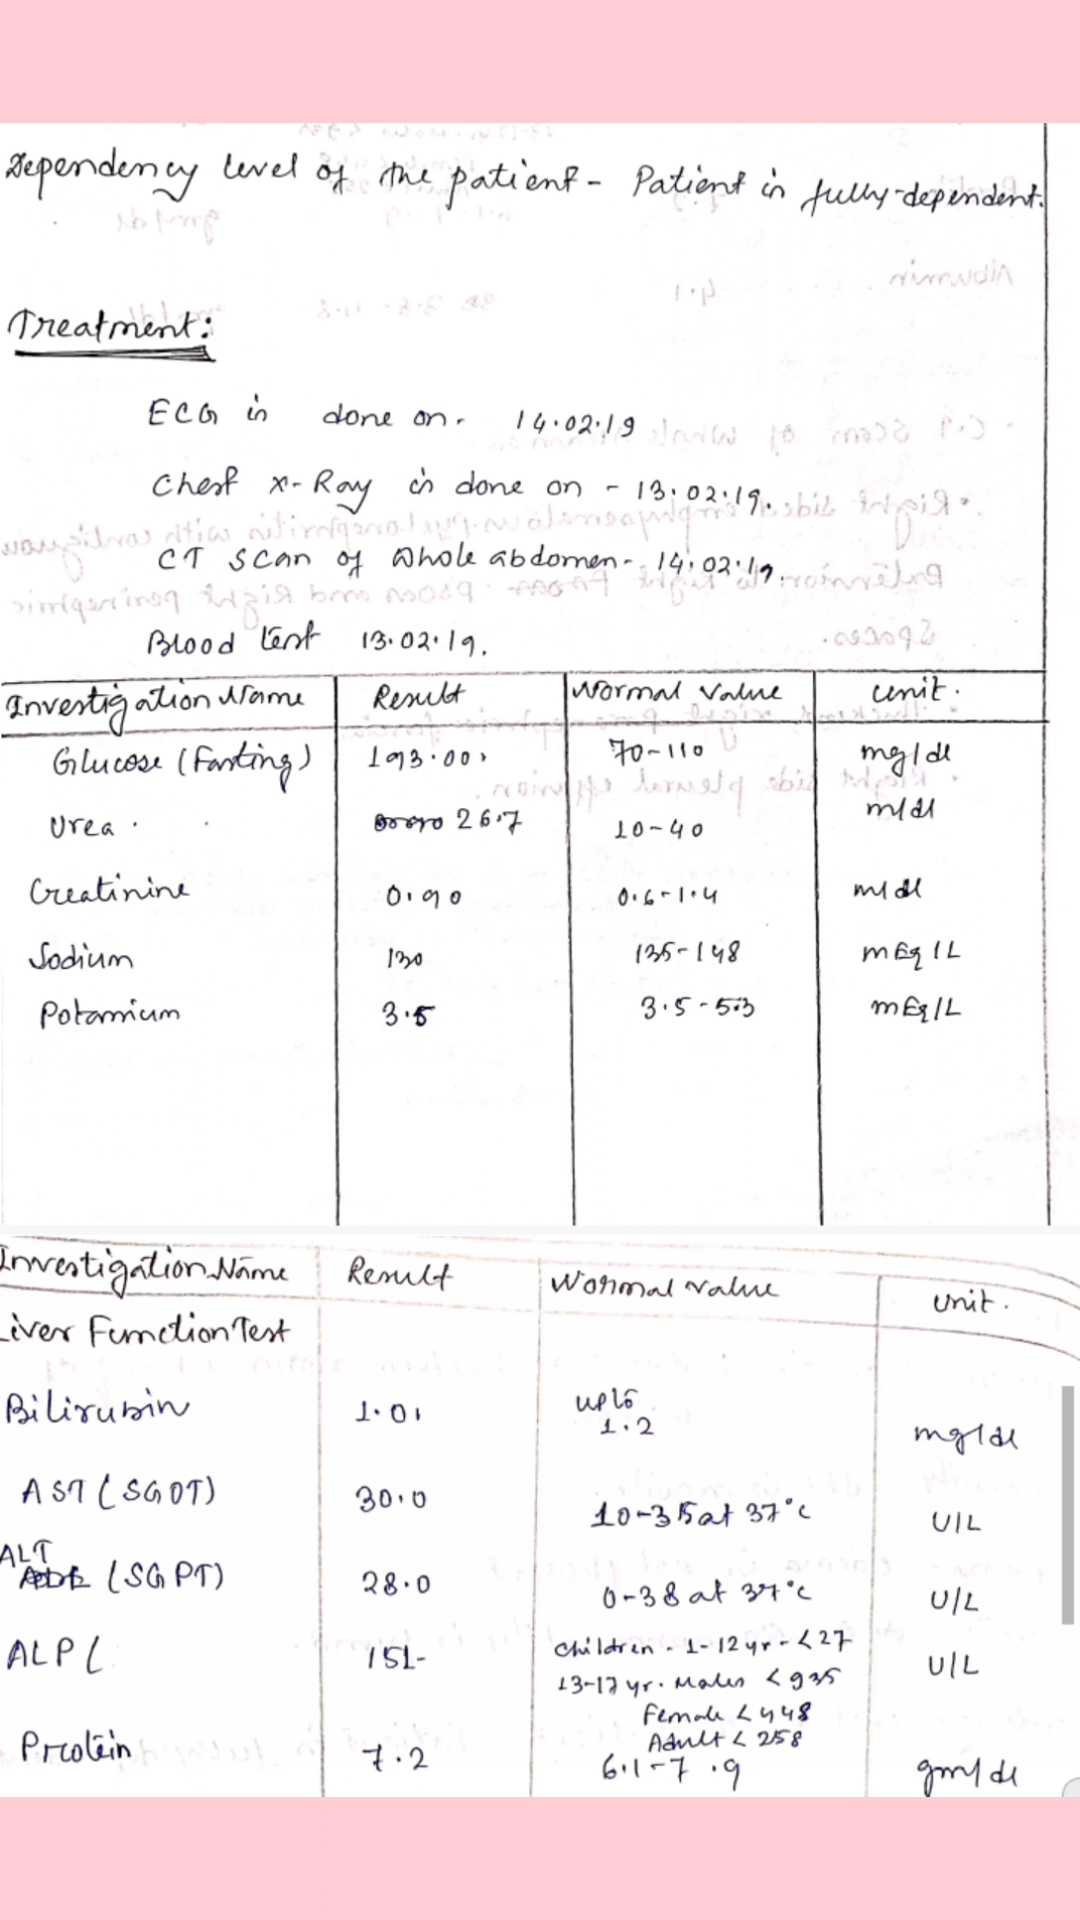 Dependency level of the patient - Patient is fully-dependent.
Treatment:
ECG is done on - 14.02.19
Chest x-Ray is done on - 13.02.19.
CT Scan of Whole abdomen - 14.02.19.
Blood test 13.02.19.
Investigation Name Result Normal Value Unit.
Glucose (Fasting) 193.00 70-110 mg/dl
Urea 26.7 10-40 m/dl
Creatinine 0.90 0.6-1.4 m/dl
Sodium 130 135-148 mEq/L
Potassium 3.5 3.5-5.3 mEq/L
Investigation Name Result Normal Value Unit.
Liver Function Test
Bilirubin 1.01 upto 1.2 mg/dl
AST (SGOT) 30.0 10-35 at 37°c U/L
ALT (SGPT) 28.0 0-38 at 37°c U/L
ALP ( 151- Children - 1-12 yr - <27 U/L
13-17 yr. Males <935
Female <448
Adult <258
Protein 7.2 6.1-7.9 gm/dl